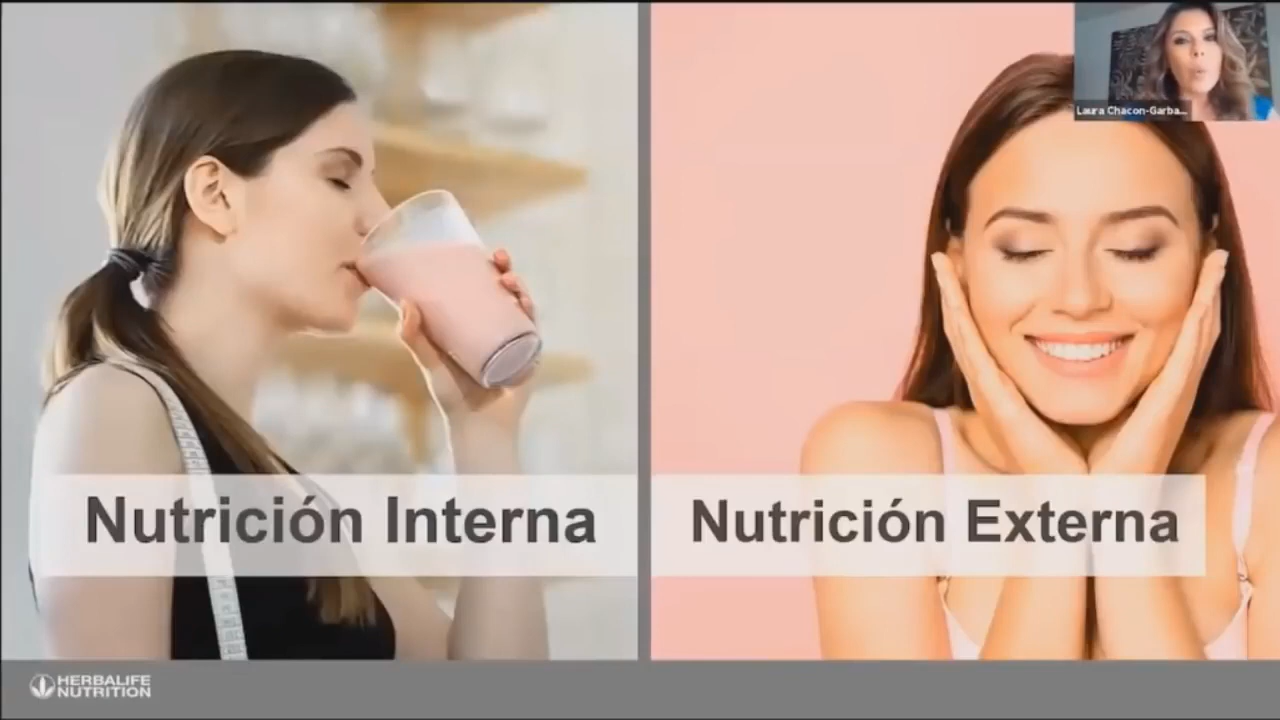 Laura Chacon-Garba...
Nutrición Interna
Nutrición Externa
HERBALIFE
NUTRITION